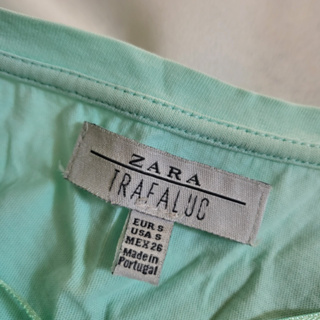 ZARA
TRAFALUC
EUR S
USA S
MEX 26
Made in
Portugal